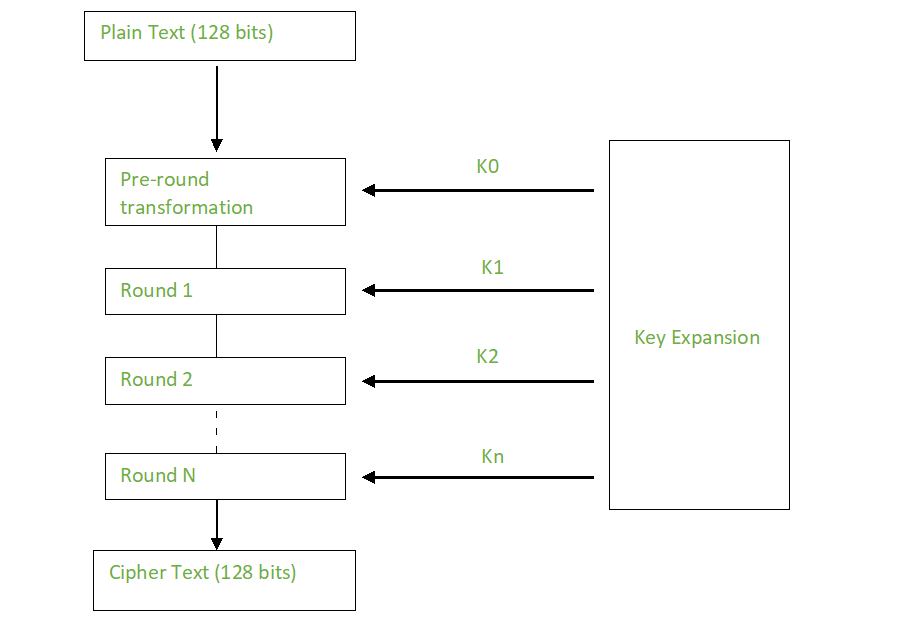 Plain Text (128 bits)
Pre-round
transformation
K0
Round 1
K1
Key Expansion
Round 2
K2
Round N
Kn
Cipher Text (128 bits)